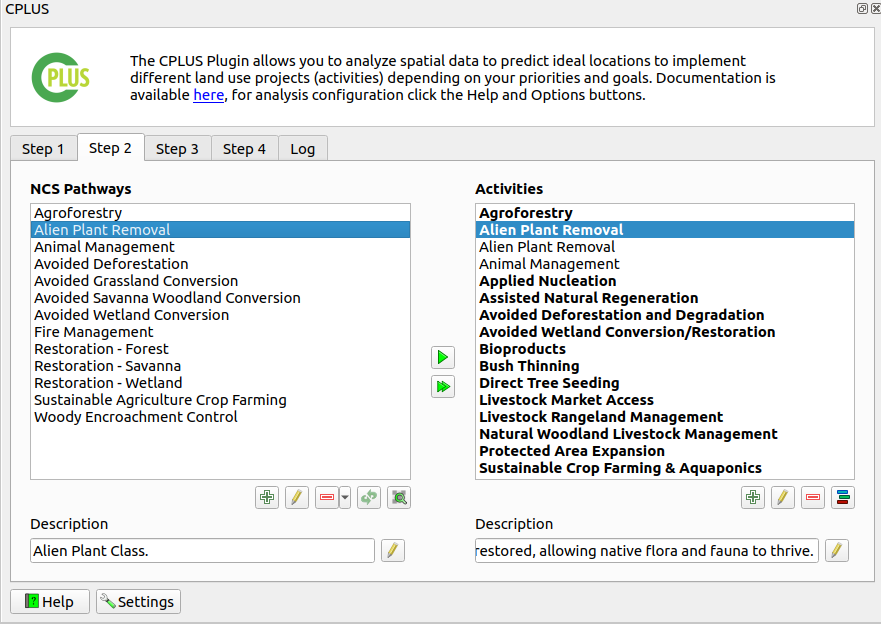 CPLUS
The CPLUS Plugin allows you to analyze spatial data to predict ideal locations to implement
different land use projects (activities) depending on your priorities and goals. Documentation is
available here, for analysis configuration click the Help and Options buttons.
CPLUS
Step 1 Step 2 Step 3 Step 4 Log
NCS Pathways
Agroforestry
Alien Plant Removal
Animal Management
Avoided Deforestation
Avoided Grassland Conversion
Avoided Savanna Woodland Conversion
Avoided Wetland Conversion
Fire Management
Restoration - Forest
Restoration - Savanna
Restoration - Wetland
Sustainable Agriculture Crop Farming
Woody Encroachment Control
Description
Alien Plant Class.
Activities
Agroforestry
Alien Plant Removal
Alien Plant Removal
Animal Management
Applied Nucleation
Assisted Natural Regeneration
Avoided Deforestation and Degradation
Avoided Wetland Conversion/Restoration
Bioproducts
Bush Thinning
Direct Tree Seeding
Livestock Market Access
Livestock Rangeland Management
Natural Woodland Livestock Management
Protected Area Expansion
Sustainable Crop Farming & Aquaponics
Description
restored, allowing native flora and fauna to thrive.
Help Settings